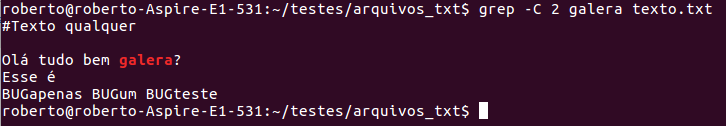 roberto@roberto-Aspire-E1-531:~/testes/arquivos_txt$ grep -C 2 galera texto.txt
#Texto qualquer
Olá tudo bem galera?
Esse é
BUGapenas BUGum BUGteste
roberto@roberto-Aspire-E1-531:~/testes/arquivos_txt$